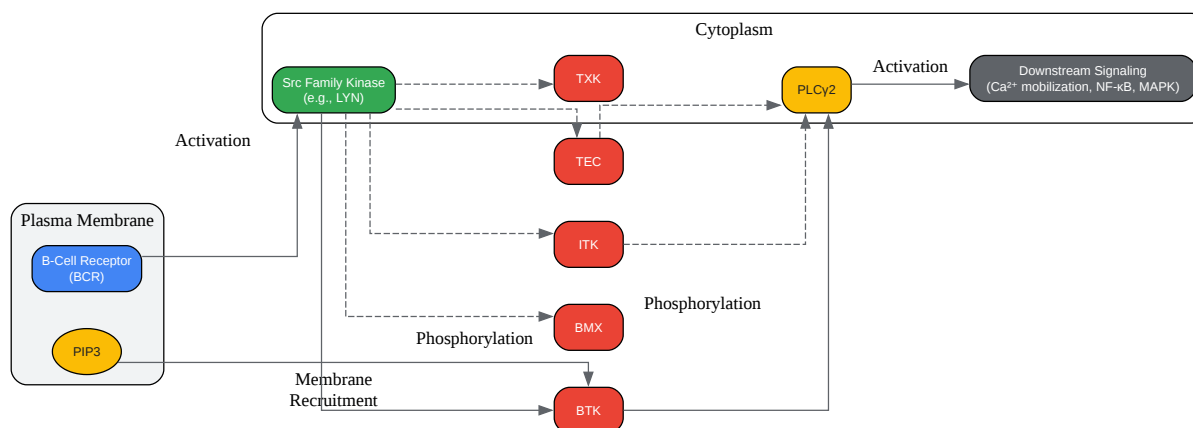 Cytoplasm
Src Family Kinase
(e.g., LYN)
TXK
PLCγ2
Activation
Downstream Signaling
(Ca²⁺ mobilization, NF-κB, MAPK)
Activation
TEC
Plasma Membrane
B-Cell Receptor
(BCR)
ITK
Phosphorylation
BMX
Phosphorylation
PIP3
Membrane
Recruitment
BTK